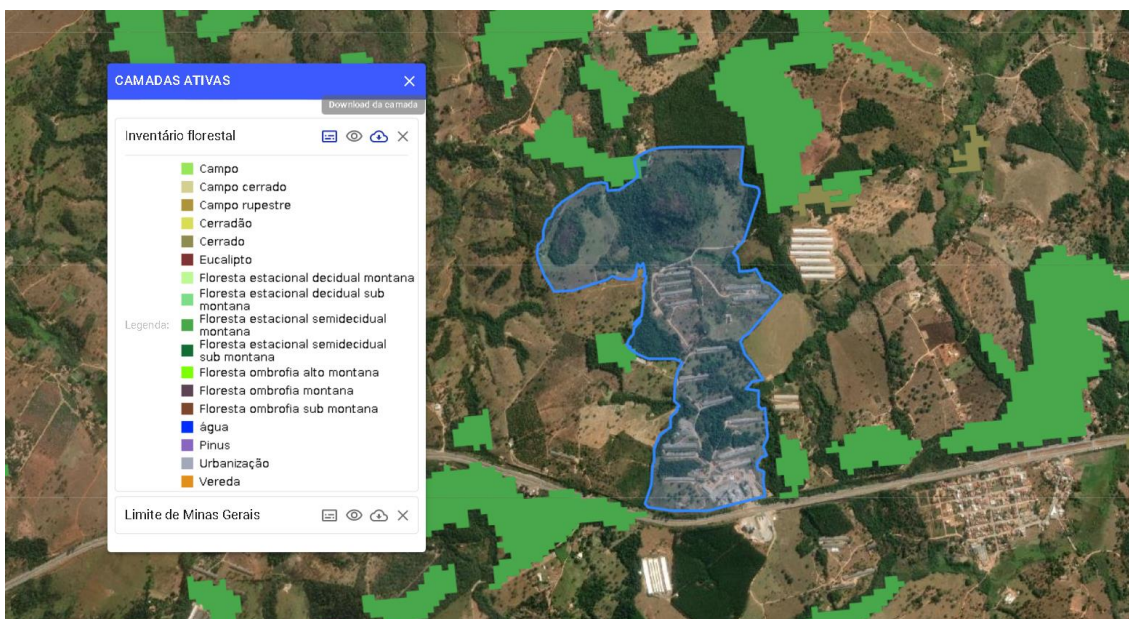 CAMADAS ATIVAS
Download da camada
Inventário florestal
Legenda:
Campo
Campo cerrado
Campo rupestre
Cerradão
Cerrado
Eucalipto
Floresta estacional decidual montana
Floresta estacional decidual sub
montana
Floresta estacional semidecidual
montana
Floresta estacional semidecidual
sub montana
Floresta ombrofia alto montana
Floresta ombrofia montana
Floresta ombrofia sub montana
água
Pinus
Urbanização
Vereda
Limite de Minas Gerais